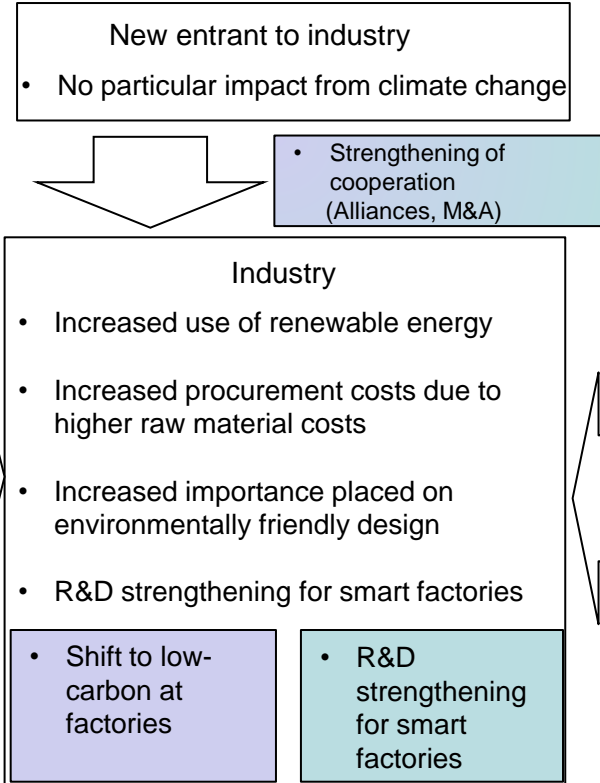 New entrant to industry
• No particular impact from climate change
• Strengthening of
cooperation
(Alliances, M&A)
Industry
• Increased use of renewable energy
• Increased procurement costs due to
higher raw material costs
• Increased importance placed on
environmentally friendly design
• R&D strengthening for smart factories
• Shift to low-
carbon at
factories
• R&D
strengthening
for smart
factories